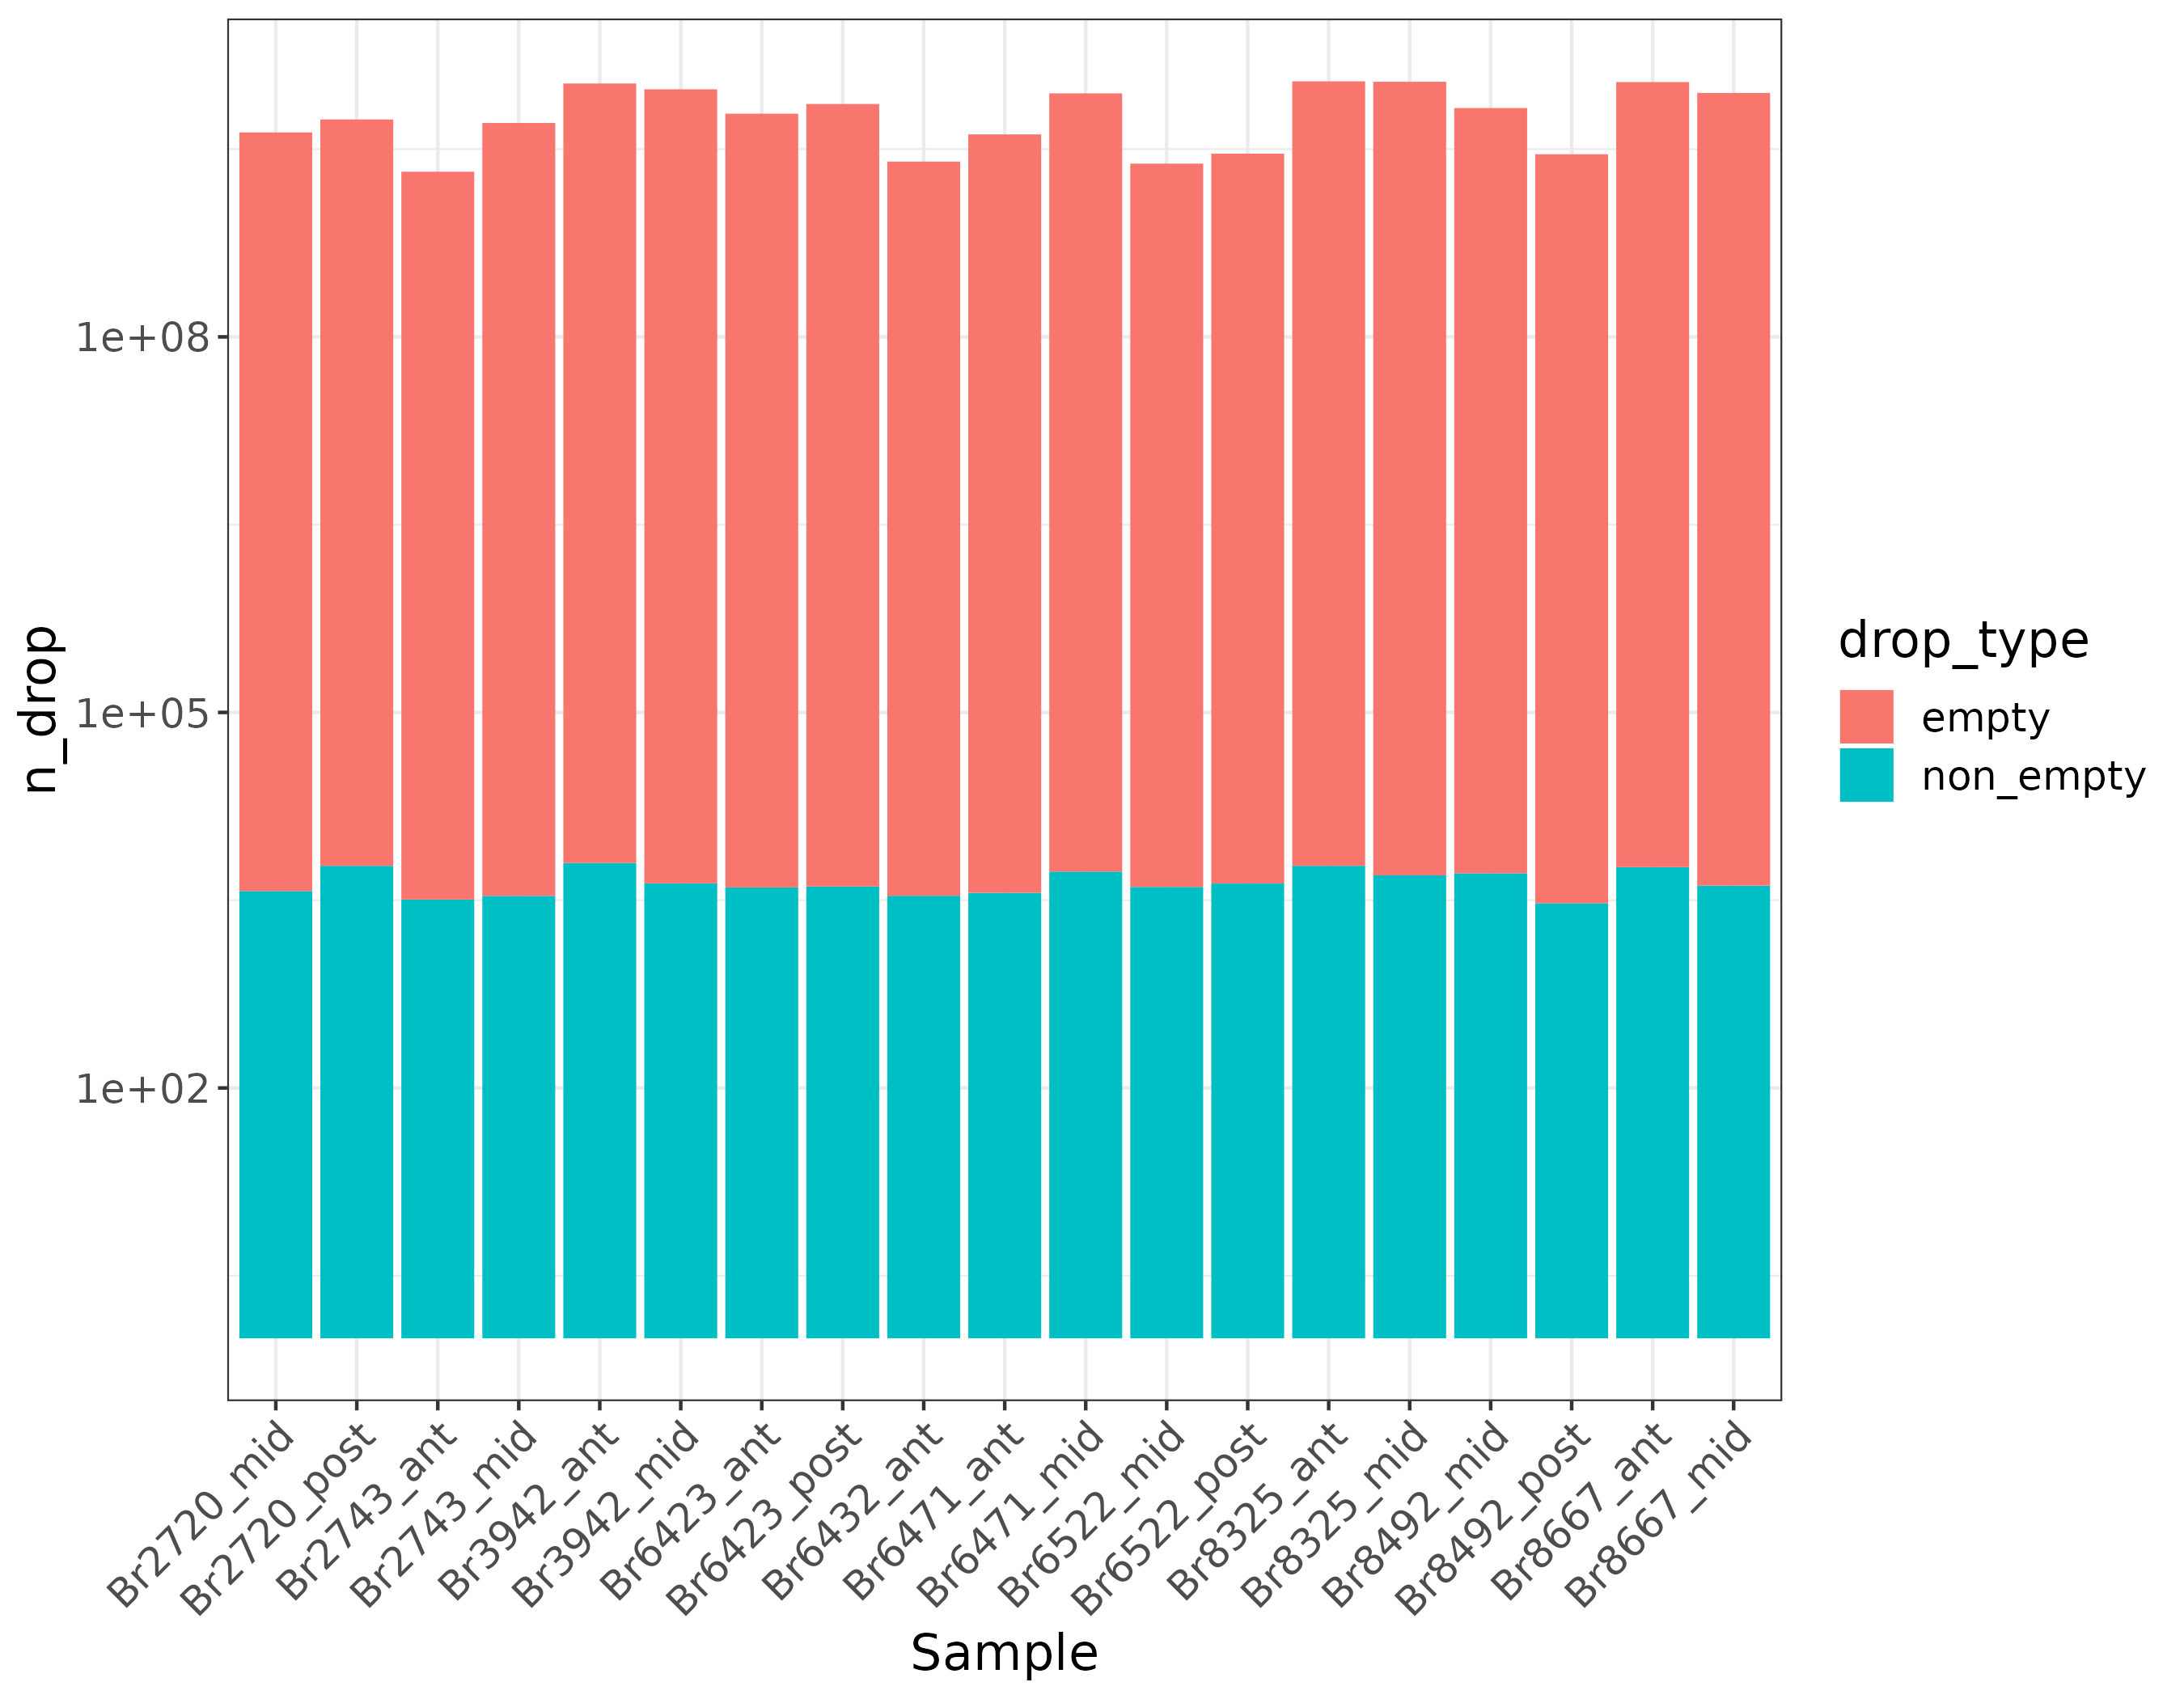 1e+08
1e+05
1e+02
n_drop
Br2720_mid
Br2720_post
Br2743_ant
Br2743_mid
Br3942_ant
Br3942_mid
Br6423_ant
Br6423_post
Br6432_ant
Br6471_ant
Br6471_mid
Br6522_mid
Br6522_post
Br8325_ant
Br8325_mid
Br8492_mid
Br8492_post
Br8667_ant
Br8667_mid
Sample
drop_type
empty
non_empty